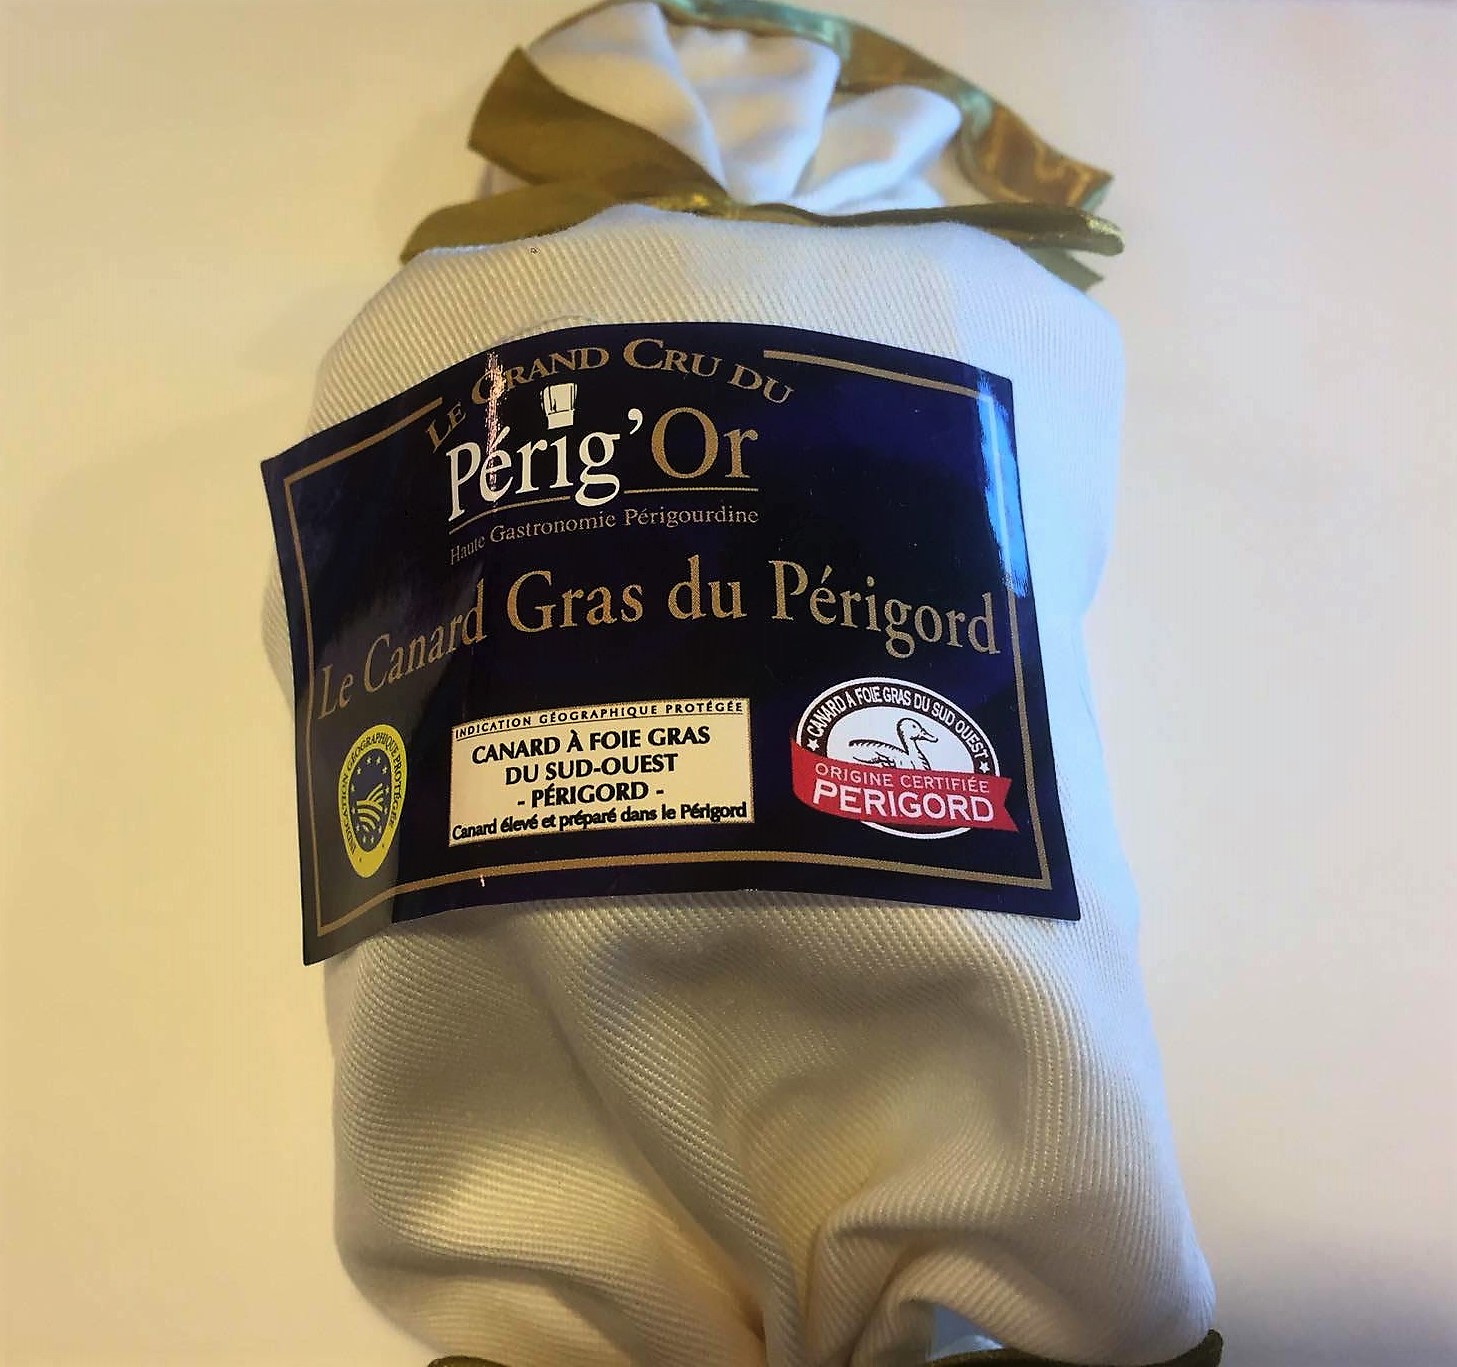 LE GRAND CRU DU
Périg'Or
Haute Gastronomie Périgourdine
Le Canard Gras du Périgord
INDICATION GÉOGRAPHIQUE PROTÉGÉE
INDICATION GÉOGRAPHIQUE PROTÉGÉE
CANARD À FOIE GRAS
DU SUD-OUEST
- PÉRIGORD -
Canard élevé et préparé dans le Périgord
CANARD À FOIE GRAS DU SUD OUEST
ORIGINE CERTIFIÉE
PERIGORD